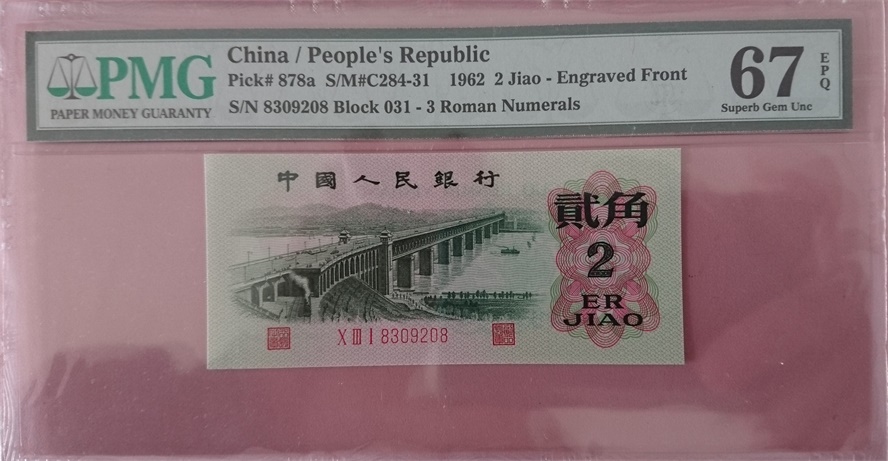 PMG
PAPER MONEY GUARANTY
China / People's Republic
Pick# 878a S/M#C284-31 1962 2 Jiao - Engraved Front
S/N 8309208 Block 031 - 3 Roman Numerals
67
EPQ
Superb Gem Unc
中國人民銀行
貳角
2
ER
JIAO
X III I 8309208